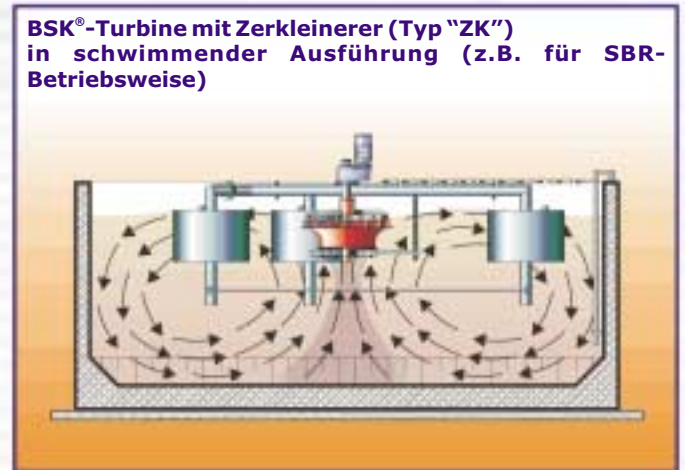 BSK®-Turbine mit Zerkleinerer (Typ “ZK”)
in schwimmender Ausführung (z.B. für SBR-
Betriebsweise)